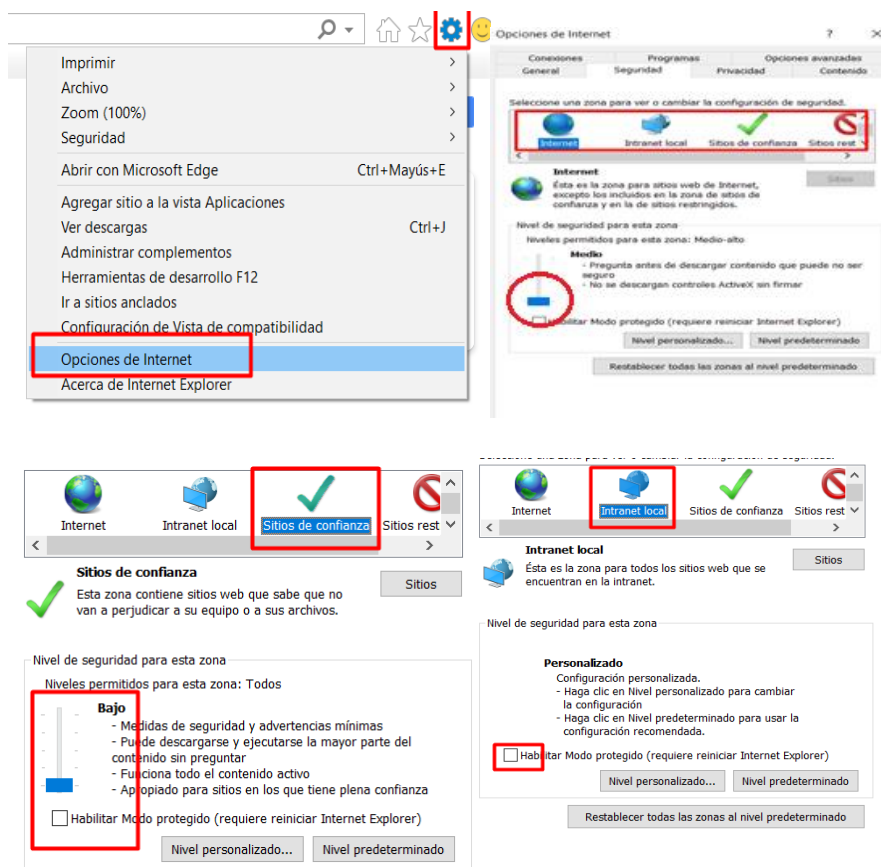 Imprimir
Archivo
Zoom (100%)
Seguridad
Abrir con Microsoft Edge Ctrl+Mayús+E
Agregar sitio a la vista Aplicaciones
Ver descargas Ctrl+J
Administrar complementos
Herramientas de desarrollo F12
Ir a sitios anclados
Configuración de Vista de compatibilidad
Opciones de Internet
Acerca de Internet Explorer
Opciones de Internet
Conexiones Programas Opciones avanzadas
General Seguridad Privacidad Contenido
Seleccione una zona para ver o cambiar la configuración de seguridad.
Internet Intranet local Sitios de confianza Sitios rest
Internet
Sitios
Ésta es la zona para sitios web de Internet,
excepto los incluidos en la zona de sitios de
confianza y en la de sitios restringidos.
Nivel de seguridad para esta zona
Niveles permitidos para esta zona: Medio-alto
Medio
- Pregunta antes de descargar contenido que puede no ser
seguro
- No se descargan controles ActiveX sin firmar
Habilitar Modo protegido (requiere reiniciar Internet Explorer)
Nivel personalizado... Nivel predeterminado
Restablecer todas las zonas al nivel predeterminado
Internet Intranet local Sitios de confianza Sitios rest
Sitios de confianza
Sitios
Esta zona contiene sitios web que sabe que no
van a perjudicar a su equipo o a sus archivos.
Nivel de seguridad para esta zona
Niveles permitidos para esta zona: Todos
Bajo
- Medidas de seguridad y advertencias mínimas
- Puede descargarse y ejecutarse la mayor parte del
contenido sin preguntar
- Funciona todo el contenido activo
- Apropiado para sitios en los que tiene plena confianza
Habilitar Modo protegido (requiere reiniciar Internet Explorer)
Nivel personalizado... Nivel predeterminado
Internet Intranet local Sitios de confianza Sitios rest
Intranet local
Sitios
Ésta es la zona para todos los sitios web que se
encuentran en la intranet.
Nivel de seguridad para esta zona
Personalizado
Configuración personalizada.
- Haga clic en Nivel personalizado para cambiar
la configuración
- Haga clic en Nivel predeterminado para usar la
configuración recomendada.
Habilitar Modo protegido (requiere reiniciar Internet Explorer)
Nivel personalizado... Nivel predeterminado
Restablecer todas las zonas al nivel predeterminado